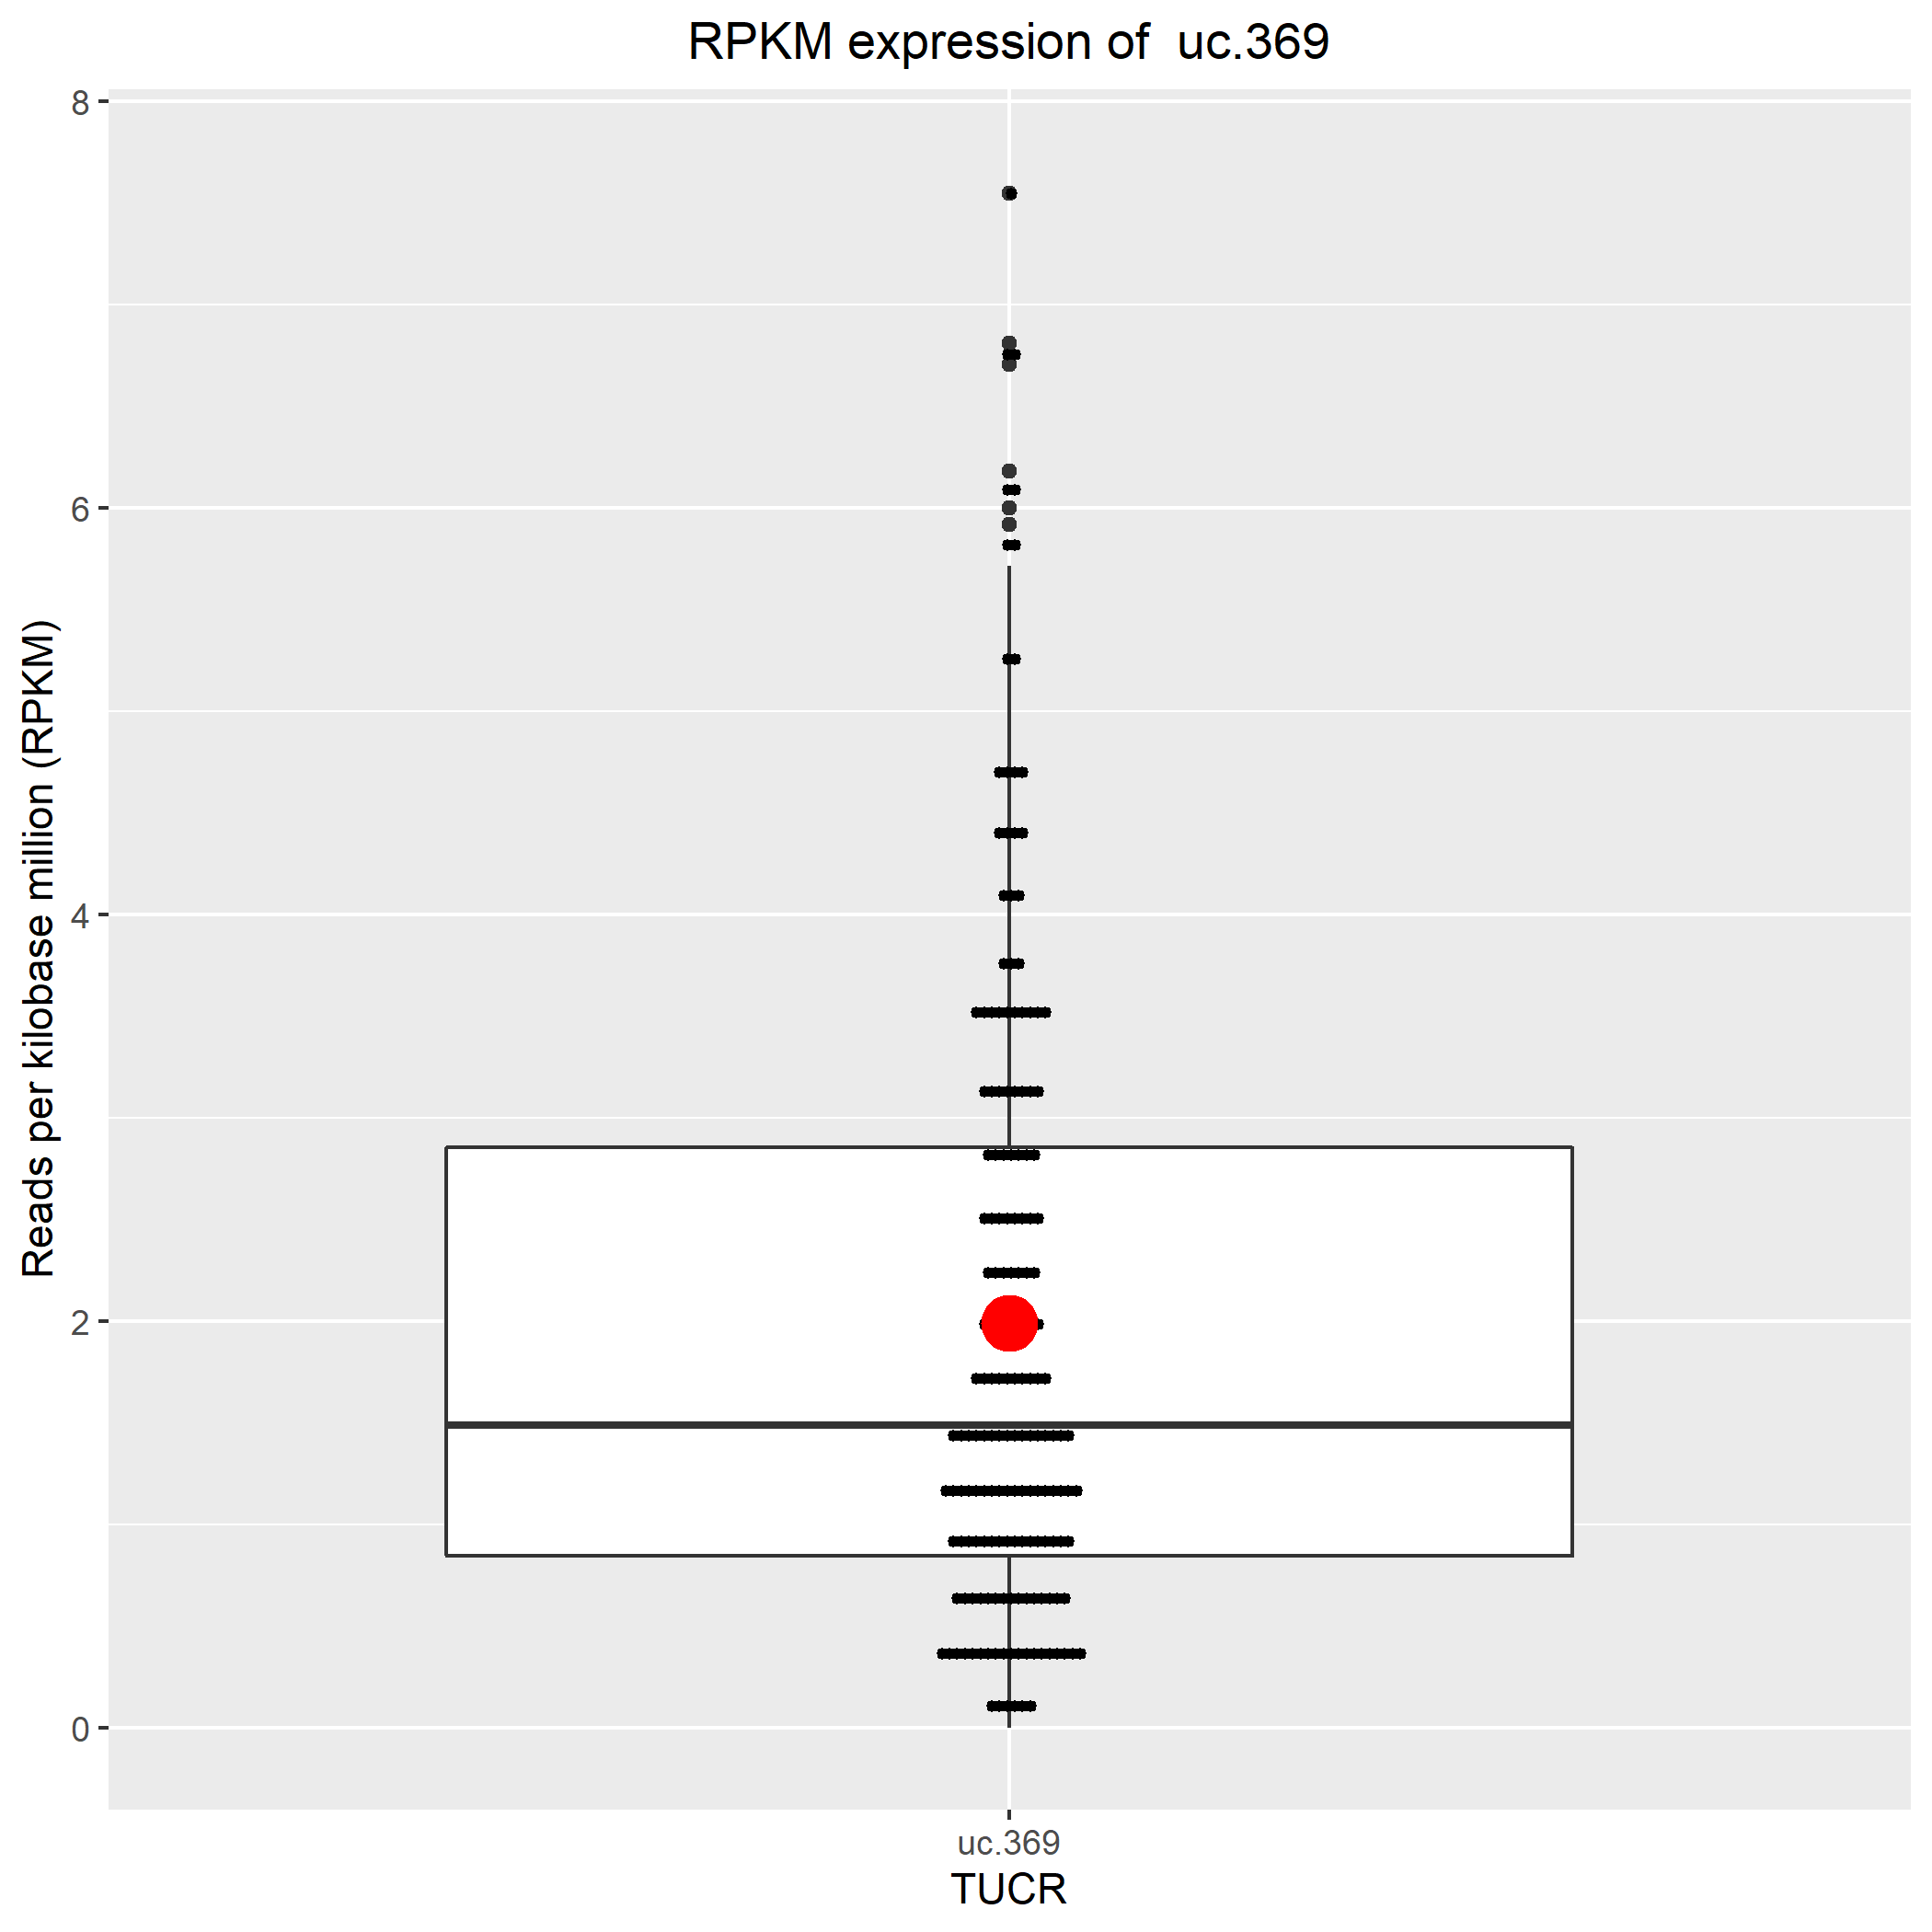 RPKM expression of  uc.369
Reads per kilobase million (RPKM)
8
6
4
2
0
uc.369
TUCR